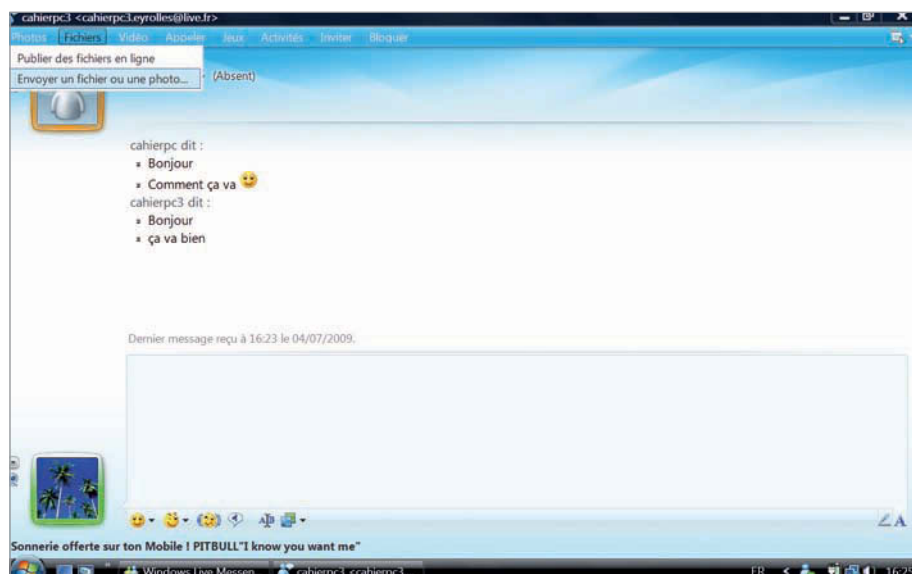 cahierpc3 <cahierpc3.eyrolles@live.fr>
Photos Fichiers Vidéo Appeler Jeux Activités Inviter Bloquer
Publier des fichiers en ligne
Envoyer un fichier ou une photo...
(Absent)
cahierpc dit :
Bonjour
Comment ça va
cahierpc3 dit :
Bonjour
ça va bien
Dernier message reçu à 16:23 le 04/07/2009.
Sonnerie offerte sur ton Mobile ! PITBULL"I know you want me"
Windows Live Messen... cahierpc3 <cahierpc3... FR 16:25